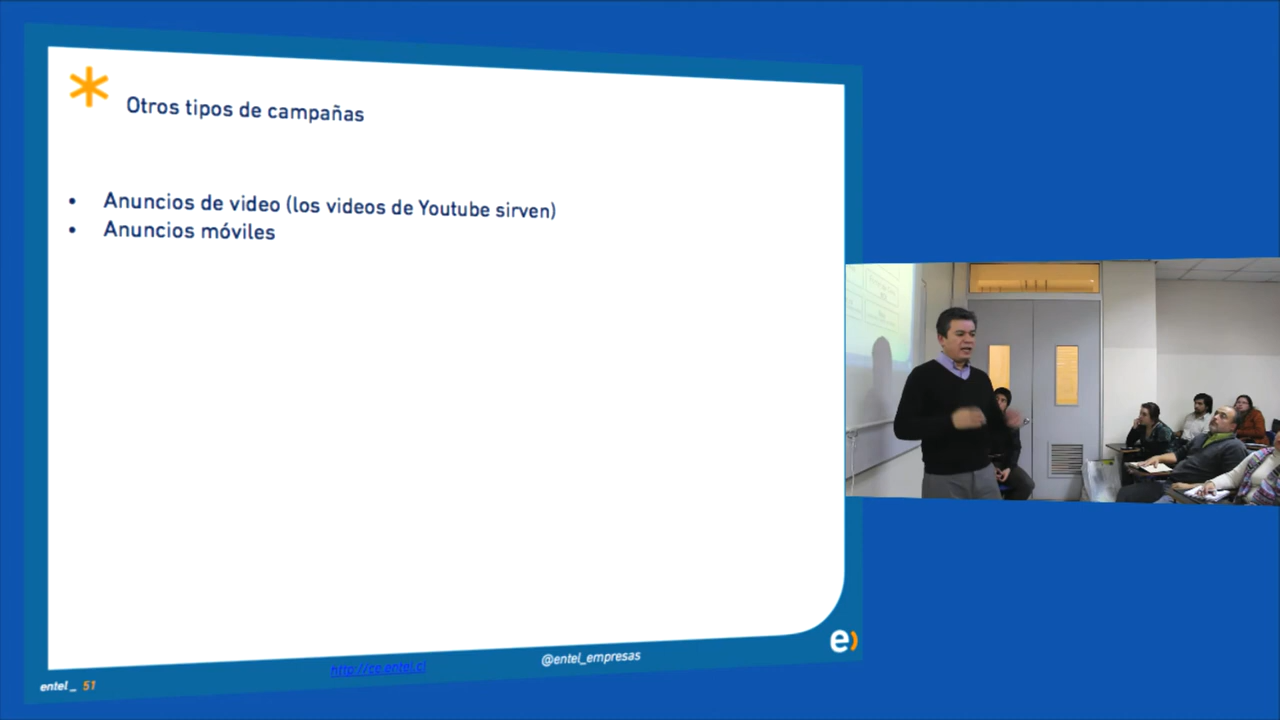 Otros tipos de campañas
• Anuncios de video (los videos de Youtube sirven)
• Anuncios móviles
entel_ 51
http://ce.entel.cl
@entel_empresas
e)